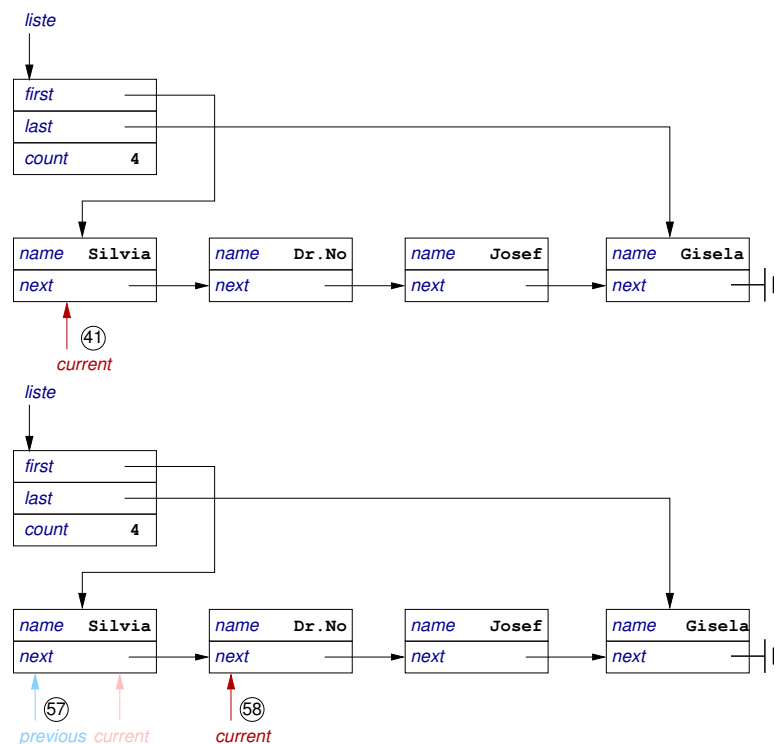 liste
first
last
count 4
name Silvia name Dr.No name Josef name Gisela
next next next next
41
current
liste
first
last
count 4
name Silvia name Dr.No name Josef name Gisela
next next next next
57 58
previous current current